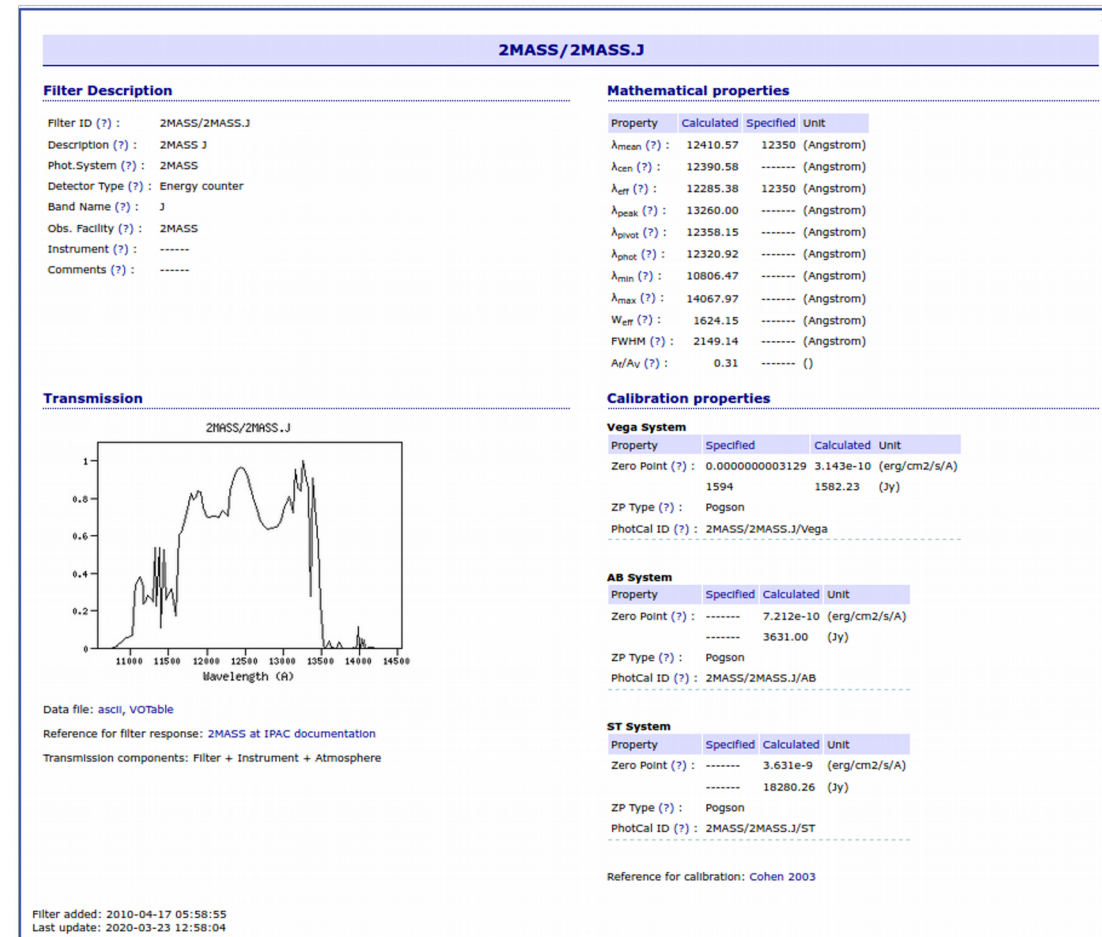 2MASS/2MASS.J
Filter Description
Filter ID (?) : 2MASS/2MASS.J
Description (?) : 2MASS J
Phot.System (?) : 2MASS
Detector Type (?) : Energy counter
Band Name (?) : J
Obs. Facility (?) : 2MASS
Instrument (?) : ------
Comments (?) : ------
Mathematical properties
Property Calculated Specified Unit
λmean (?) : 12410.57 12350 (Angstrom)
λcen (?) : 12390.58 ------- (Angstrom)
λeff (?) : 12285.38 12350 (Angstrom)
λpeak (?) : 13260.00 ------- (Angstrom)
λpivot (?) : 12358.15 ------- (Angstrom)
λphot (?) : 12320.92 ------- (Angstrom)
λmin (?) : 10806.47 ------- (Angstrom)
λmax (?) : 14067.97 ------- (Angstrom)
Weff (?) : 1624.15 ------- (Angstrom)
FWHM (?) : 2149.14 ------- (Angstrom)
Af/AV (?) : 0.31 ------- ()
Transmission
2MASS/2MASS.J
1
0.8
0.6
0.4
0.2
0
11000 11500 12000 12500 13000 13500 14000 14500
Wavelength (A)
Data file: ascii, VOTable
Reference for filter response: 2MASS at IPAC documentation
Transmission components: Filter + Instrument + Atmosphere
Calibration properties
Vega System
Property Specified Calculated Unit
Zero Point (?) : 0.0000000003129 3.143e-10 (erg/cm2/s/A)
1594 1582.23 (Jy)
ZP Type (?) : Pogson
PhotCal ID (?) : 2MASS/2MASS.J/Vega
AB System
Property Specified Calculated Unit
Zero Point (?) : ------- 7.212e-10 (erg/cm2/s/A)
------- 3631.00 (Jy)
ZP Type (?) : Pogson
PhotCal ID (?) : 2MASS/2MASS.J/AB
ST System
Property Specified Calculated Unit
Zero Point (?) : ------- 3.631e-9 (erg/cm2/s/A)
------- 18280.26 (Jy)
ZP Type (?) : Pogson
PhotCal ID (?) : 2MASS/2MASS.J/ST
Reference for calibration: Cohen 2003
Filter added: 2010-04-17 05:58:55
Last update: 2020-03-23 12:58:04